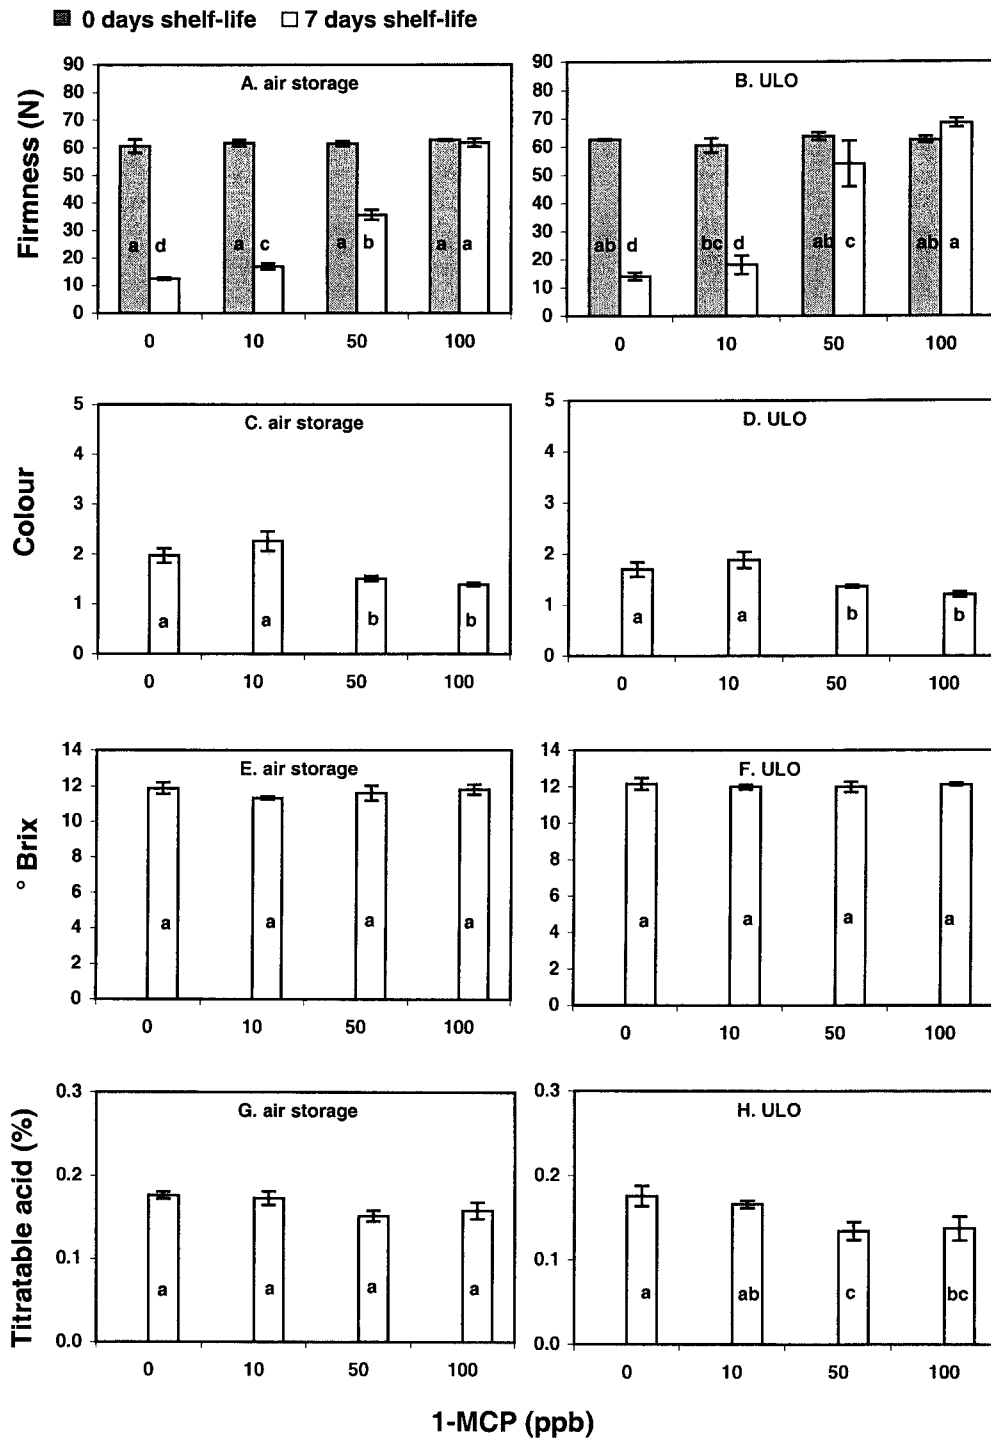 0 days shelf-life 7 days shelf-life
Firmness (N)
A. air storage
90
80
70
60
50
40
30
20
10
0
a d a c a b a a
0 10 50 100
B. ULO
90
80
70
60
50
40
30
20
10
0
ab d bc d ab c ab a
0 10 50 100
Colour
C. air storage
5
4
3
2
1
0
a a b b
0 10 50 100
D. ULO
5
4
3
2
1
0
a a b b
0 10 50 100
° Brix
E. air storage
14
12
10
8
6
4
2
0
a a a a
0 10 50 100
F. ULO
14
12
10
8
6
4
2
0
a a a a
0 10 50 100
Titratable acid (%)
G. air storage
0.3
0.2
0.1
0.0
a a a a
0 10 50 100
H. ULO
0.3
0.2
0.1
0.0
a ab c bc
0 10 50 100
1-MCP (ppb)